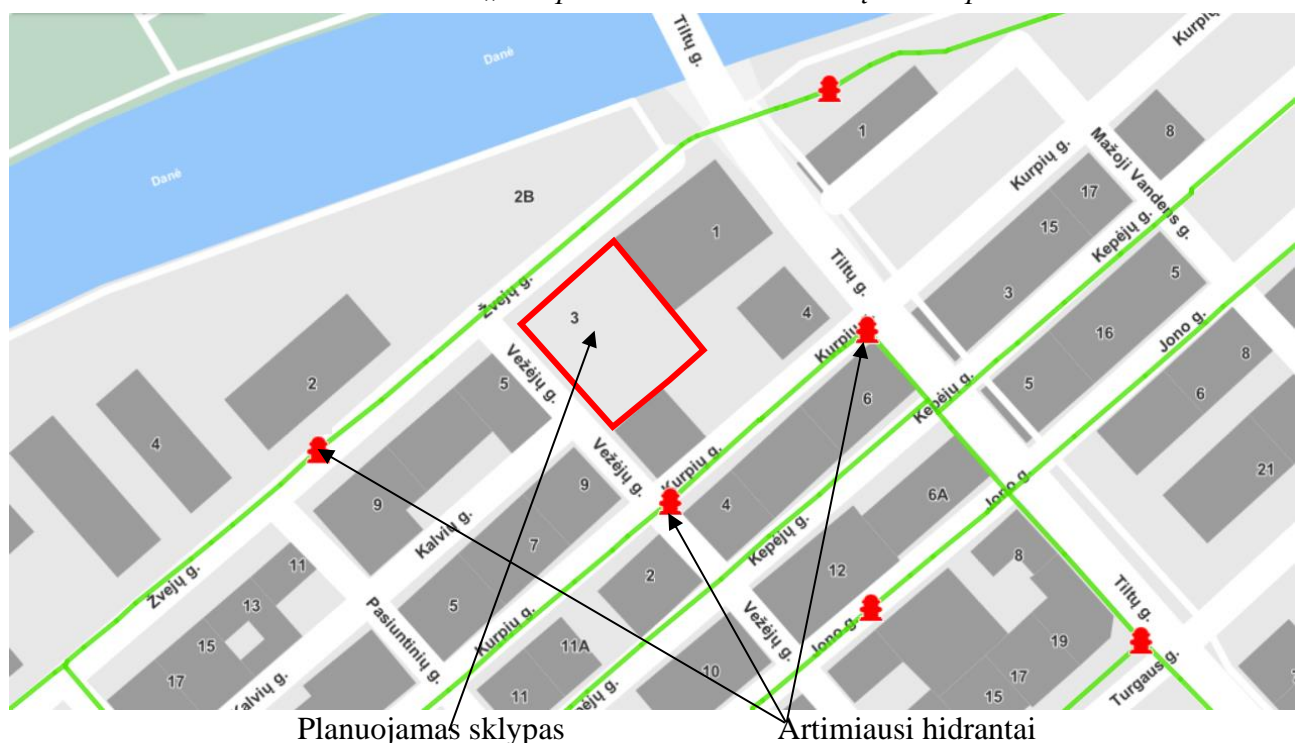 Tiltų g.
Kurpių
Danė
Danė
1
8
Mažoji Vandens g.
Kurpių g.
17
2B
15
Kepėjų g.
1
Tiltų g.
5
Žvejų g.
3
3
4
16
Jono g.
Kurpių g.
8
Vežėjų g.
5
2
5
6
6
Kepėjų g.
4
Vežėjų g.
21
Kurpių g.
9
6A
9
4
Jono g.
Kalvių g.
7
Kepėjų g.
8
12
2
Tiltų g.
11
Žvejų g.
5
13
Pasiuntinių g.
Kurpių g.
Vežėjų g.
Jono g.
19
15
11A
Turgaus g.
17
10
17
Kalvių g.
11
Kepėjų g.
15
Planuojamas sklypas
Artimiausi hidrantai